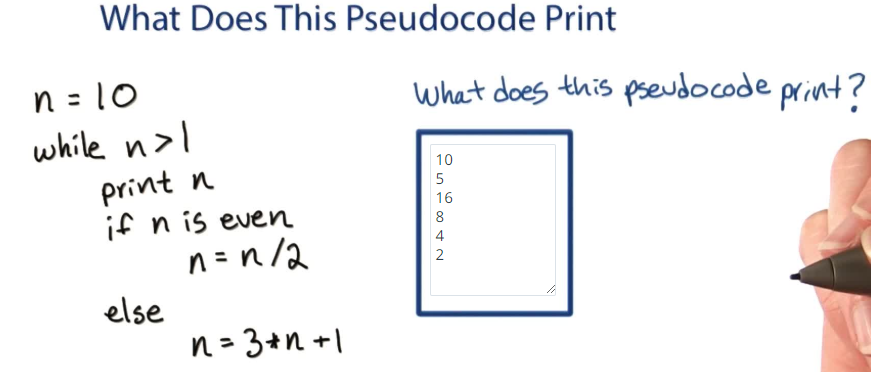 What Does This Pseudocode Print
n = 10
while n > 1
print n
if n is even
n = n / 2
else
n = 3 * n + 1
What does this pseudocode print?
10
5
16
8
4
2